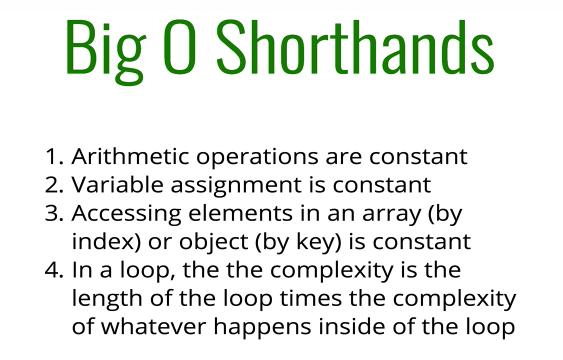 Big O Shorthands
1. Arithmetic operations are constant
2. Variable assignment is constant
3. Accessing elements in an array (by
index) or object (by key) is constant
4. In a loop, the the complexity is the
length of the loop times the complexity
of whatever happens inside of the loop